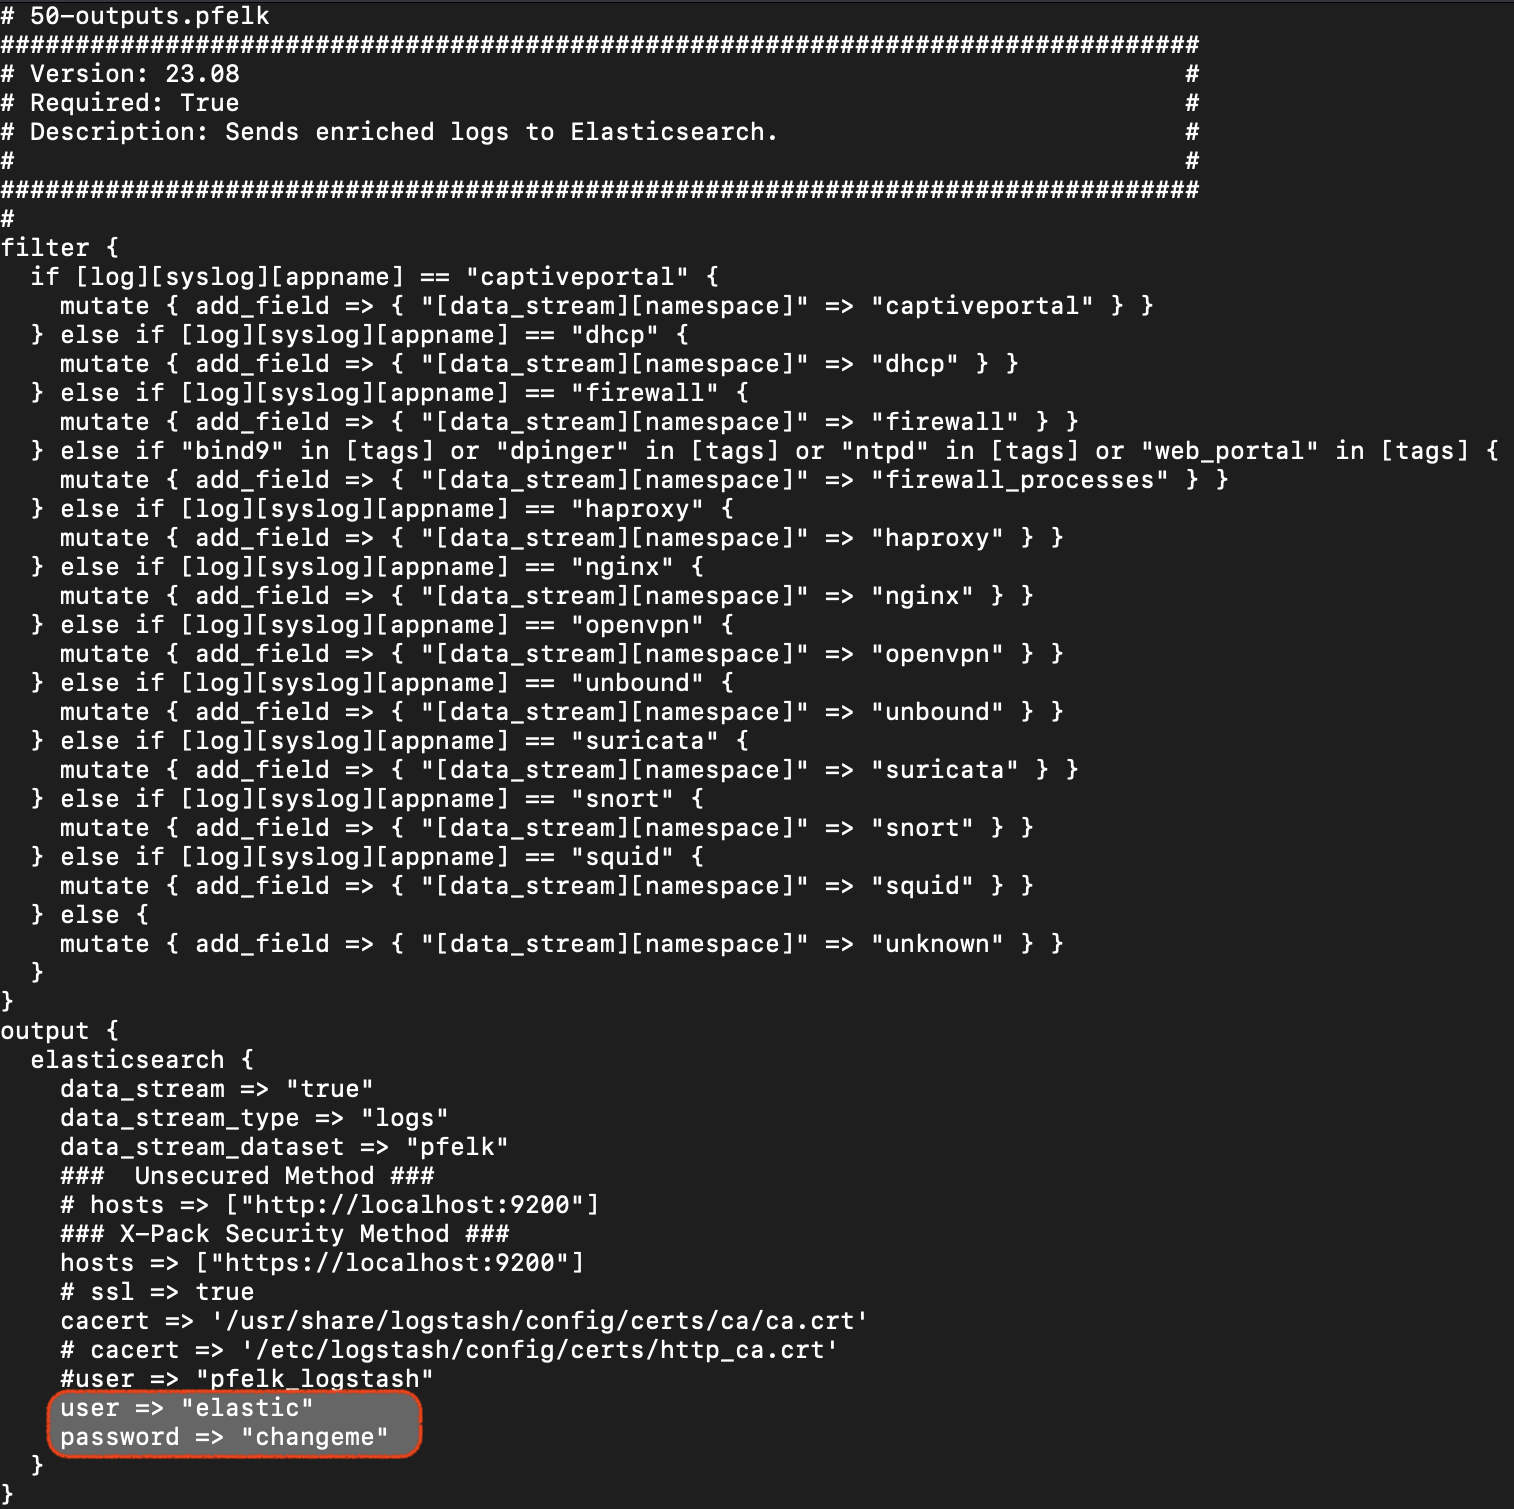 # 50-outputs.pfelk
################################################################################
# Version: 23.08                                                               #
# Required: True                                                               #
# Description: Sends enriched logs to Elasticsearch.                           #
#                                                                              #
################################################################################
#
filter {
  if [log][syslog][appname] == "captiveportal" {
    mutate { add_field => { "[data_stream][namespace]" => "captiveportal" } }
  } else if [log][syslog][appname] == "dhcp" {
    mutate { add_field => { "[data_stream][namespace]" => "dhcp" } }
  } else if [log][syslog][appname] == "firewall" {
    mutate { add_field => { "[data_stream][namespace]" => "firewall" } }
  } else if "bind9" in [tags] or "dpinger" in [tags] or "ntpd" in [tags] or "web_portal" in [tags] {
    mutate { add_field => { "[data_stream][namespace]" => "firewall_processes" } }
  } else if [log][syslog][appname] == "haproxy" {
    mutate { add_field => { "[data_stream][namespace]" => "haproxy" } }
  } else if [log][syslog][appname] == "nginx" {
    mutate { add_field => { "[data_stream][namespace]" => "nginx" } }
  } else if [log][syslog][appname] == "openvpn" {
    mutate { add_field => { "[data_stream][namespace]" => "openvpn" } }
  } else if [log][syslog][appname] == "unbound" {
    mutate { add_field => { "[data_stream][namespace]" => "unbound" } }
  } else if [log][syslog][appname] == "suricata" {
    mutate { add_field => { "[data_stream][namespace]" => "suricata" } }
  } else if [log][syslog][appname] == "snort" {
    mutate { add_field => { "[data_stream][namespace]" => "snort" } }
  } else if [log][syslog][appname] == "squid" {
    mutate { add_field => { "[data_stream][namespace]" => "squid" } }
  } else {
    mutate { add_field => { "[data_stream][namespace]" => "unknown" } }
  }
}
output {
  elasticsearch {
    data_stream => "true"
    data_stream_type => "logs"
    data_stream_dataset => "pfelk"
    ###  Unsecured Method ###
    # hosts => ["http://localhost:9200"]
    ### X-Pack Security Method ###
    hosts => ["https://localhost:9200"]
    # ssl => true
    cacert => '/usr/share/logstash/config/certs/ca/ca.crt'
    # cacert => '/etc/logstash/config/certs/http_ca.crt'
    #user => "pfelk_logstash"
    user => "elastic"
    password => "changeme"
  }
}